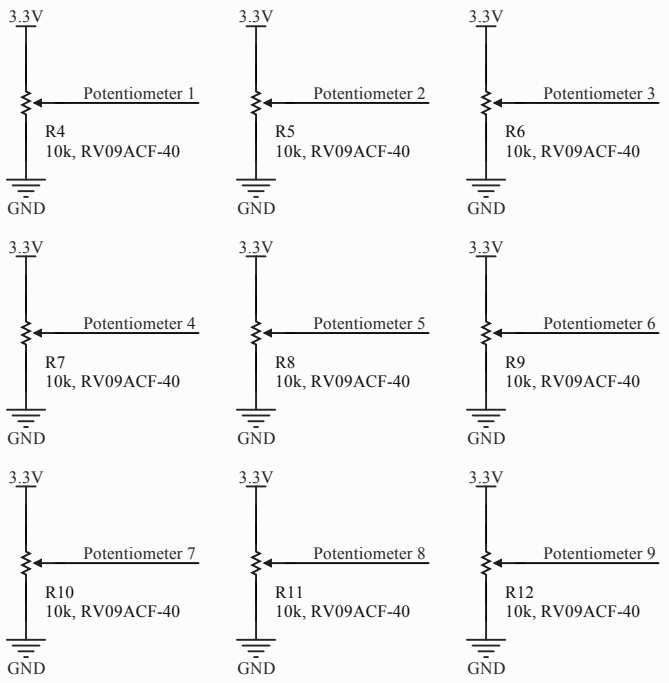 3.3V
Potentiometer 1
R4
10k, RV09ACF-40
GND
3.3V
Potentiometer 2
R5
10k, RV09ACF-40
GND
3.3V
Potentiometer 3
R6
10k, RV09ACF-40
GND
3.3V
Potentiometer 4
R7
10k, RV09ACF-40
GND
3.3V
Potentiometer 5
R8
10k, RV09ACF-40
GND
3.3V
Potentiometer 6
R9
10k, RV09ACF-40
GND
3.3V
Potentiometer 7
R10
10k, RV09ACF-40
GND
3.3V
Potentiometer 8
R11
10k, RV09ACF-40
GND
3.3V
Potentiometer 9
R12
10k, RV09ACF-40
GND